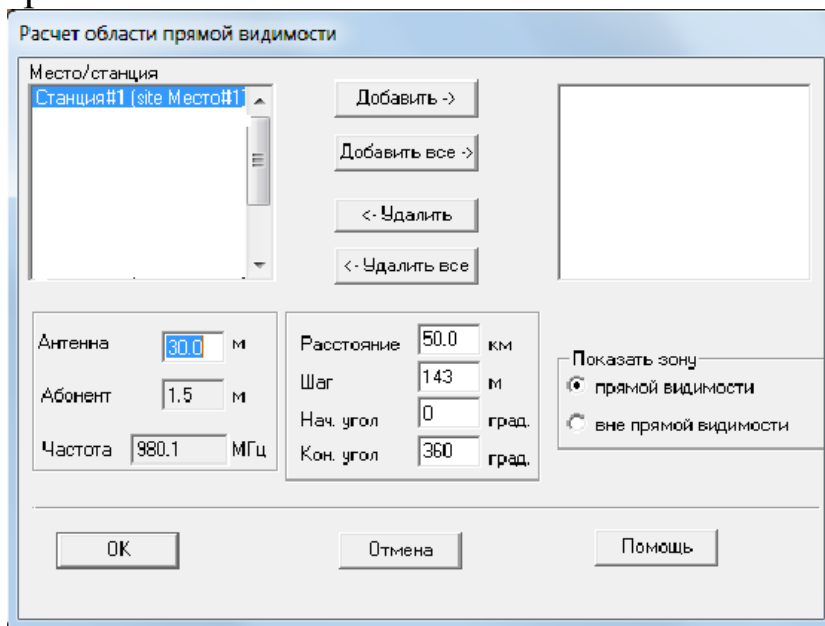 Расчет области прямой видимости
Место/станция
Станция#1 (site Место#1)
Добавить ->
Добавить все ->
<- Удалить
<- Удалить все
Антенна 30.0 м
Абонент 1.5 м
Частота 980.1 МГц
Расстояние 50.0 км
Шаг 143 м
Нач. угол 0 град.
Кон. угол 360 град.
Показать зону
прямой видимости
вне прямой видимости
OK
Отмена
Помощь